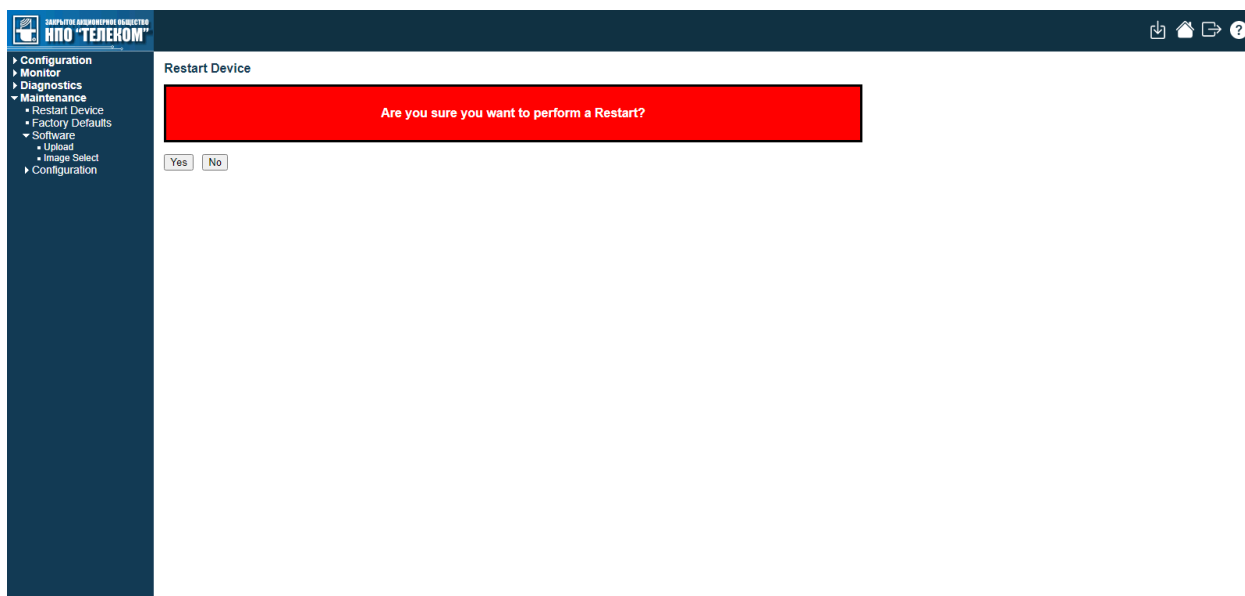 ЗАКРЫТОЕ АКЦИОНЕРНОЕ ОБЩЕСТВО
НПО "ТЕЛЕКОМ"
?
Configuration
Monitor
Diagnostics
Maintenance
Restart Device
Factory Defaults
Software
Upload
Image Select
Configuration
Restart Device
Are you sure you want to perform a Restart?
Yes No